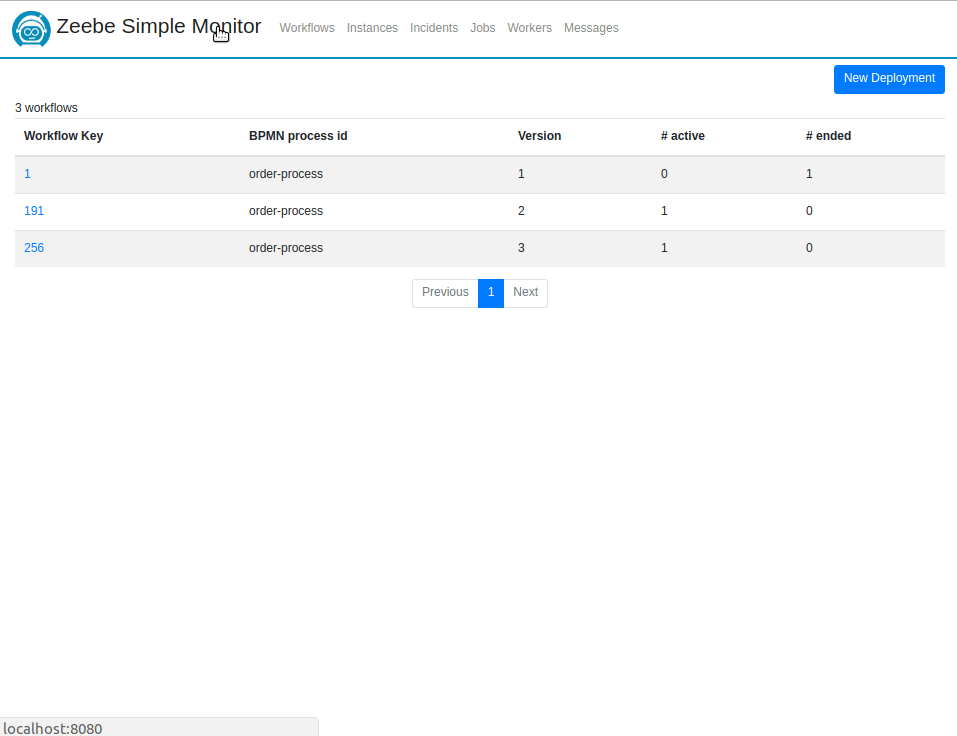 Zeebe Simple Monitor Workflows Instances Incidents Jobs Workers Messages
New Deployment
3 workflows
Workflow Key BPMN process id Version # active # ended
1 order-process 1 0 1
191 order-process 2 1 0
256 order-process 3 1 0
Previous 1 Next
localhost:8080